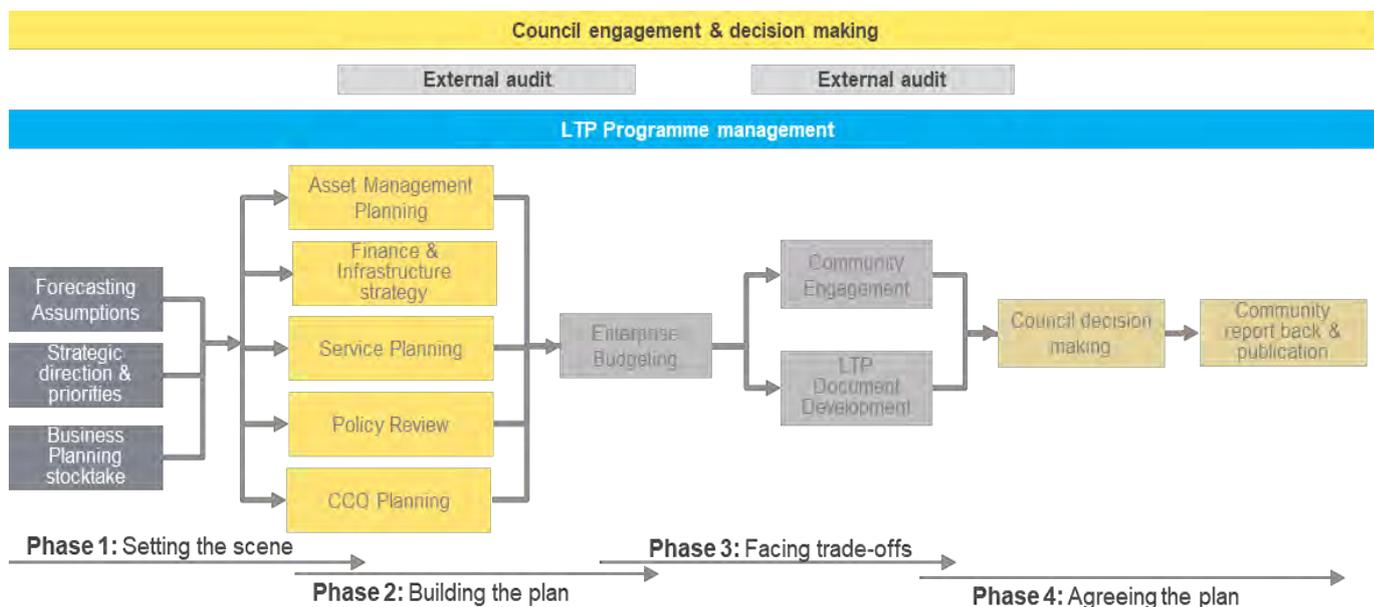 Council engagement & decision making
External audit
External audit
LTP Programme management
Forecasting
Assumptions
Strategic
direction &
priorities
Business
Planning
stocktake
Asset Management
Planning
Finance &
Infrastructure
strategy
Service Planning
Policy Review
CCO Planning
Enterprise
Budgeting
Community
Engagement
LTP
Document
Development
Council decision
making
Community
report back &
publication
Phase 1: Setting the scene
Phase 2: Building the plan
Phase 3: Facing trade-offs
Phase 4: Agreeing the plan